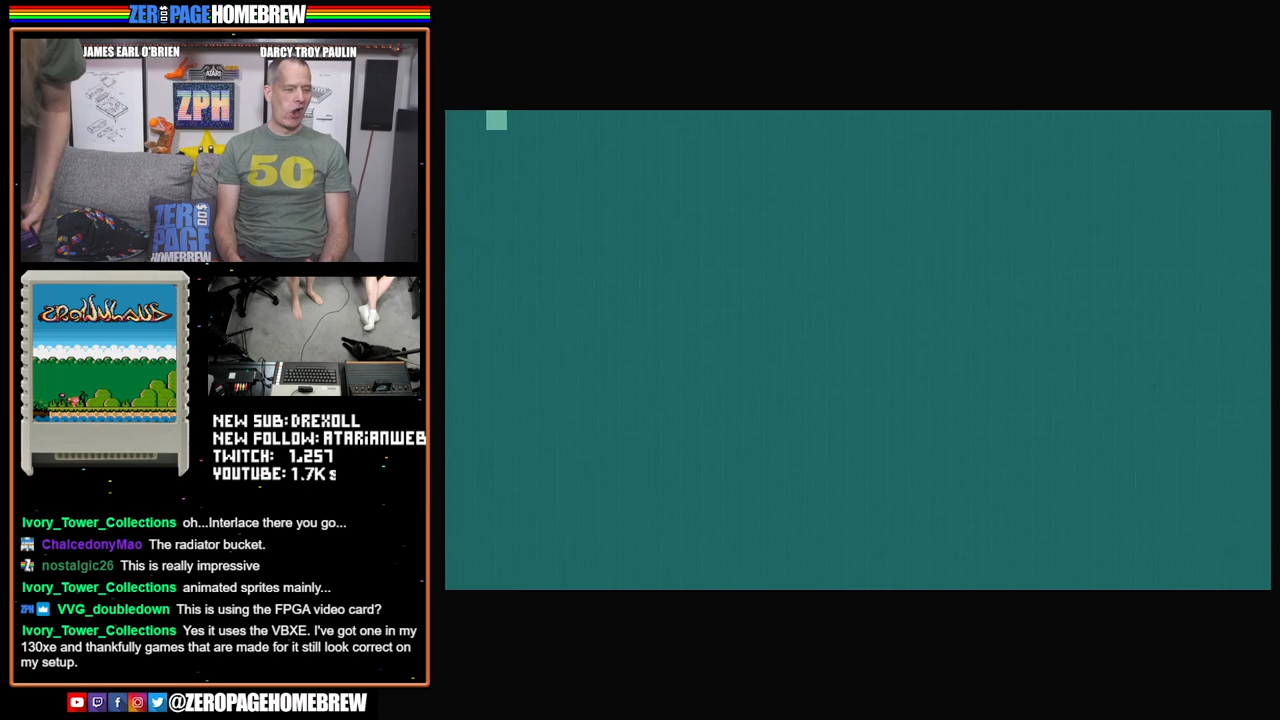 ZEROPAGE HOMEBREW
JAMES EARL O'BRIEN
DARCY TROY PAULIN
ATARI
ZPH
50
ZERO
PAGE
HOMEBREW
CROWNLAND
NEW SUB: DREXOLL
NEW FOLLOW: ATARIANWEB
TWITCH: 1,257
YOUTUBE: 1.7K s
Ivory_Tower_Collections oh...Interlace there you go...
ChalcedonyMao The radiator bucket.
nostalgic26 This is really impressive
Ivory_Tower_Collections animated sprites mainly...
ZPH VVG_doubledown This is using the FPGA video card?
Ivory_Tower_Collections Yes it uses the VBXE. I've got one in my
130xe and thankfully games that are made for it still look correct on
my setup.
@ZEROPAGEHOMEBREW